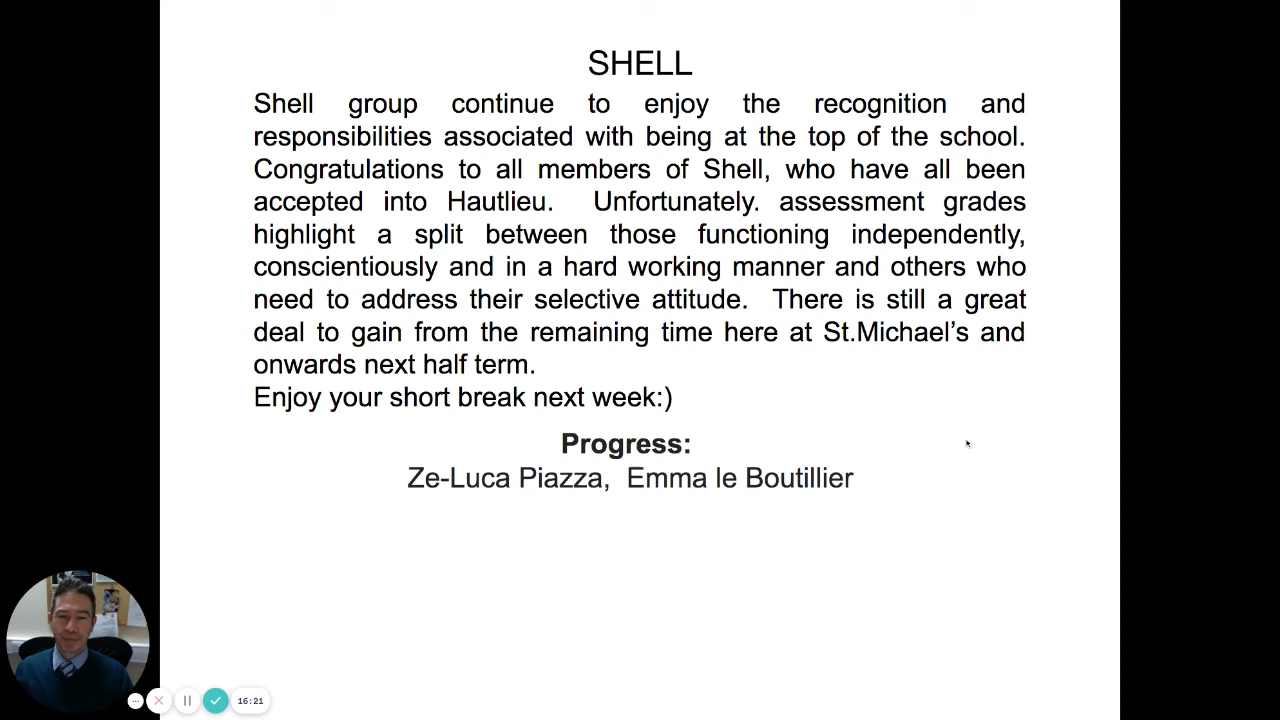 SHELL
Shell group continue to enjoy the recognition and
responsibilities associated with being at the top of the school.
Congratulations to all members of Shell, who have all been
accepted into Hautlieu. Unfortunately. assessment grades
highlight a split between those functioning independently,
conscientiously and in a hard working manner and others who
need to address their selective attitude. There is still a great
deal to gain from the remaining time here at St.Michael’s and
onwards next half term.
Enjoy your short break next week:)
Progress:
Ze-Luca Piazza, Emma le Boutillier
16:21